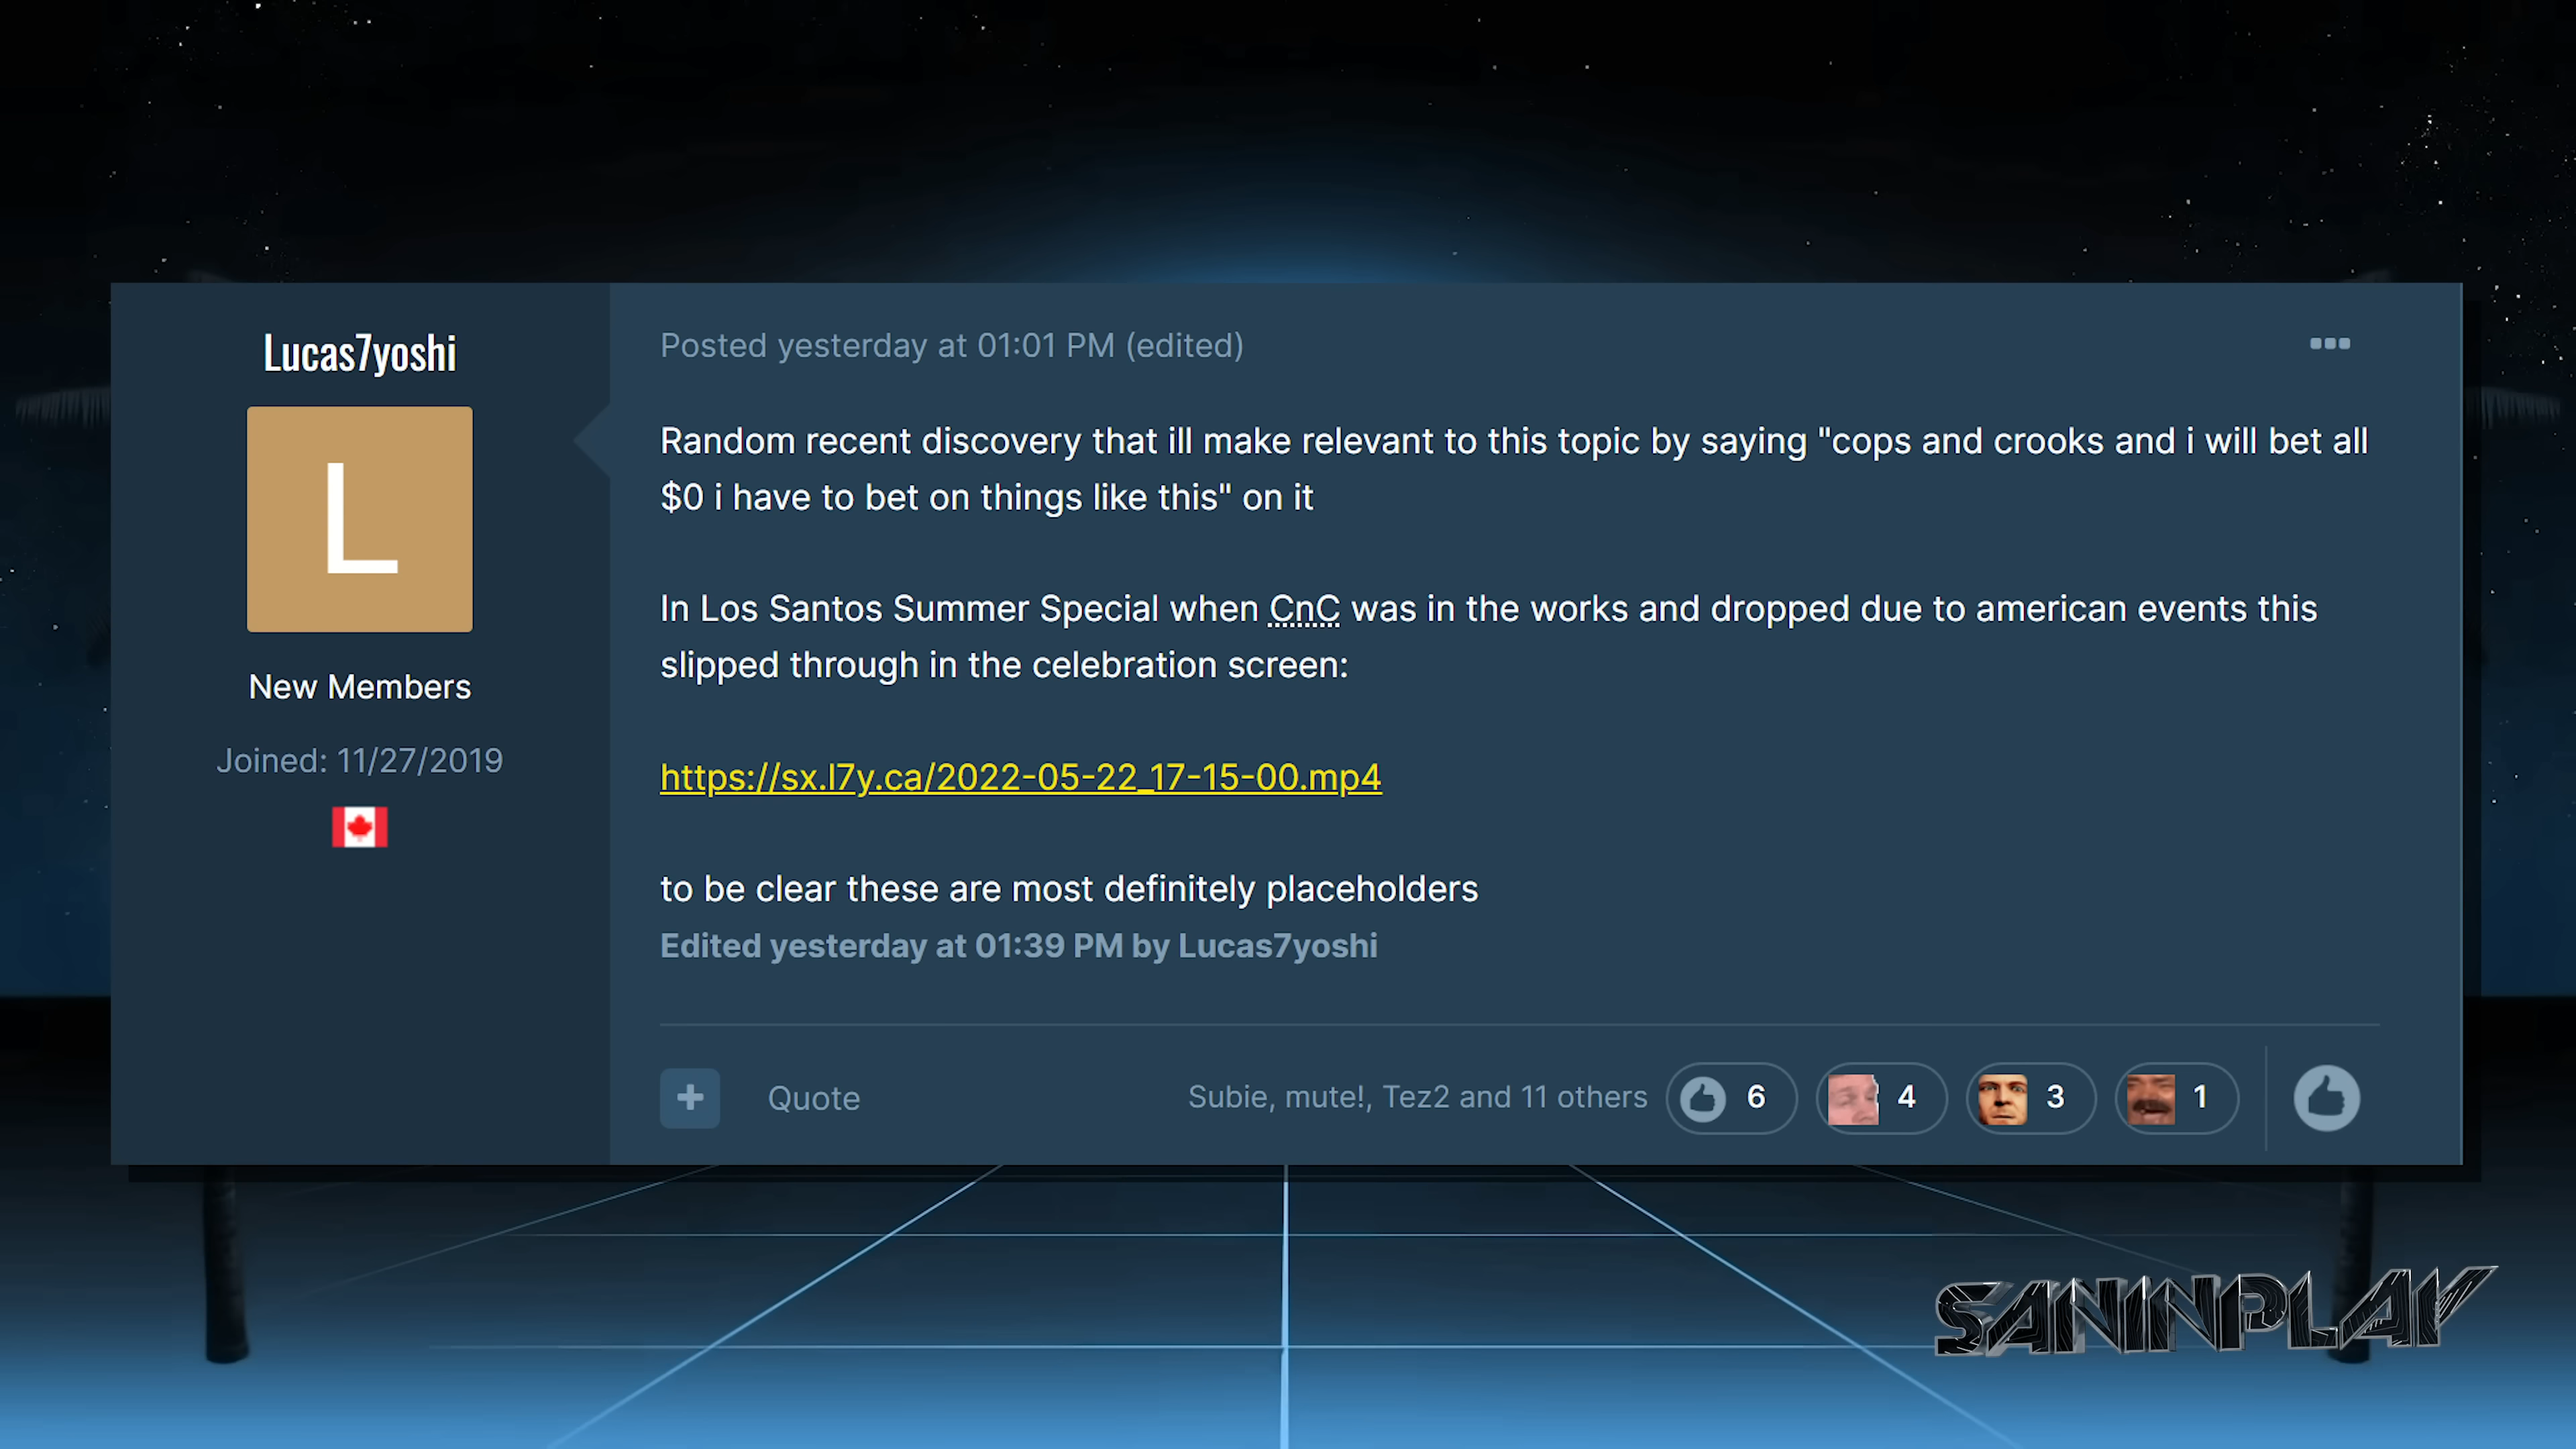 Lucas7yoshi
L
New Members
Joined: 11/27/2019
Posted yesterday at 01:01 PM (edited)
Random recent discovery that ill make relevant to this topic by saying "cops and crooks and i will bet all
$0 i have to bet on things like this" on it
In Los Santos Summer Special when CnC was in the works and dropped due to american events this
slipped through in the celebration screen:
https://sx.l7y.ca/2022-05-22_17-15-00.mp4
to be clear these are most definitely placeholders
Edited yesterday at 01:39 PM by Lucas7yoshi
+ Quote
Subie, mute!, Tez2 and 11 others 6 4 3 1
SANINPLAY